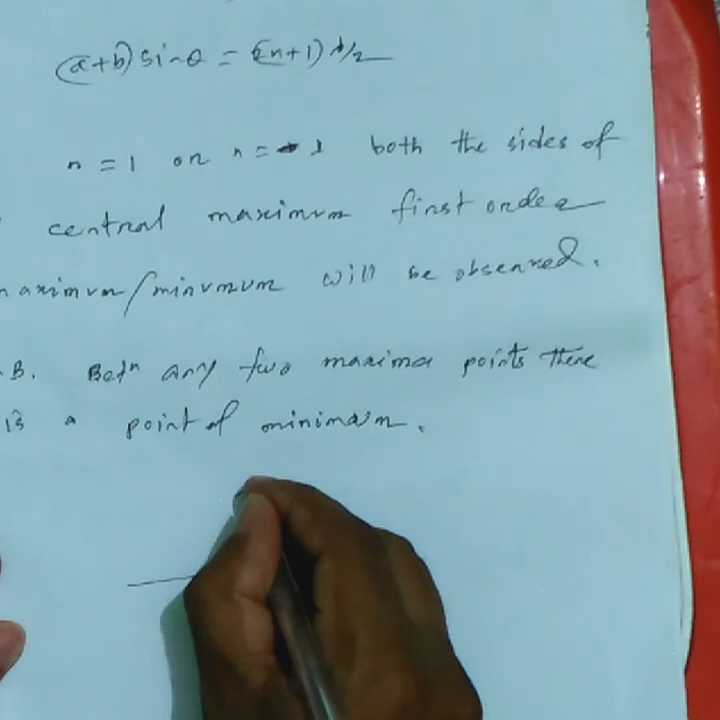 (a+b) sinθ = (2n+1) λ/2
n = 1 or n = - 1 both the sides of
central maximum first order
maximum/minumum will be observed.
.B. Betn any two maxima points there
is a point of minimum.